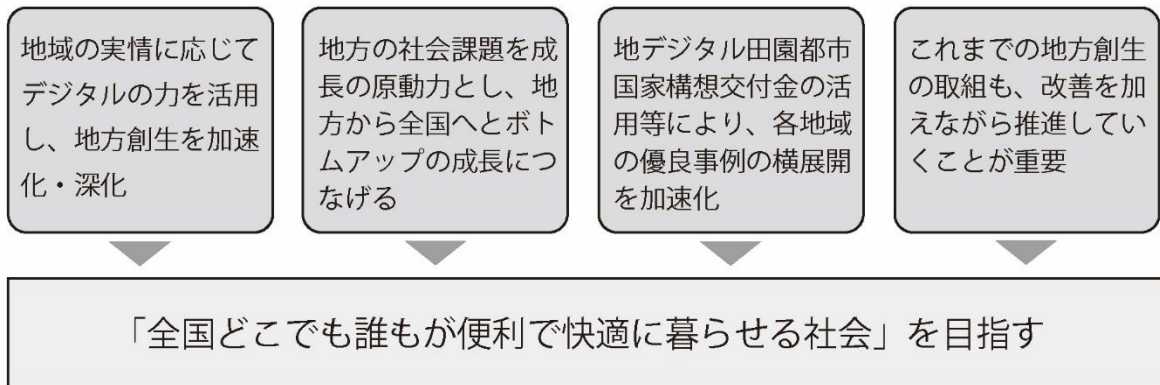 地域の実情に応じて
デジタルの力を活用
し、地方創生を加速
化・深化
地方の社会課題を成
長の原動力とし、地
方から全国へとボト
ムアップの成長につ
なげる
地デジタル田園都市
国家構想交付金の活
用等により、各地域
の優良事例の横展開
を加速化
これまでの地方創生
の取組も、改善を加
えながら推進してい
くことが重要
「全国どこでも誰もが便利で快適に暮らせる社会」を目指す